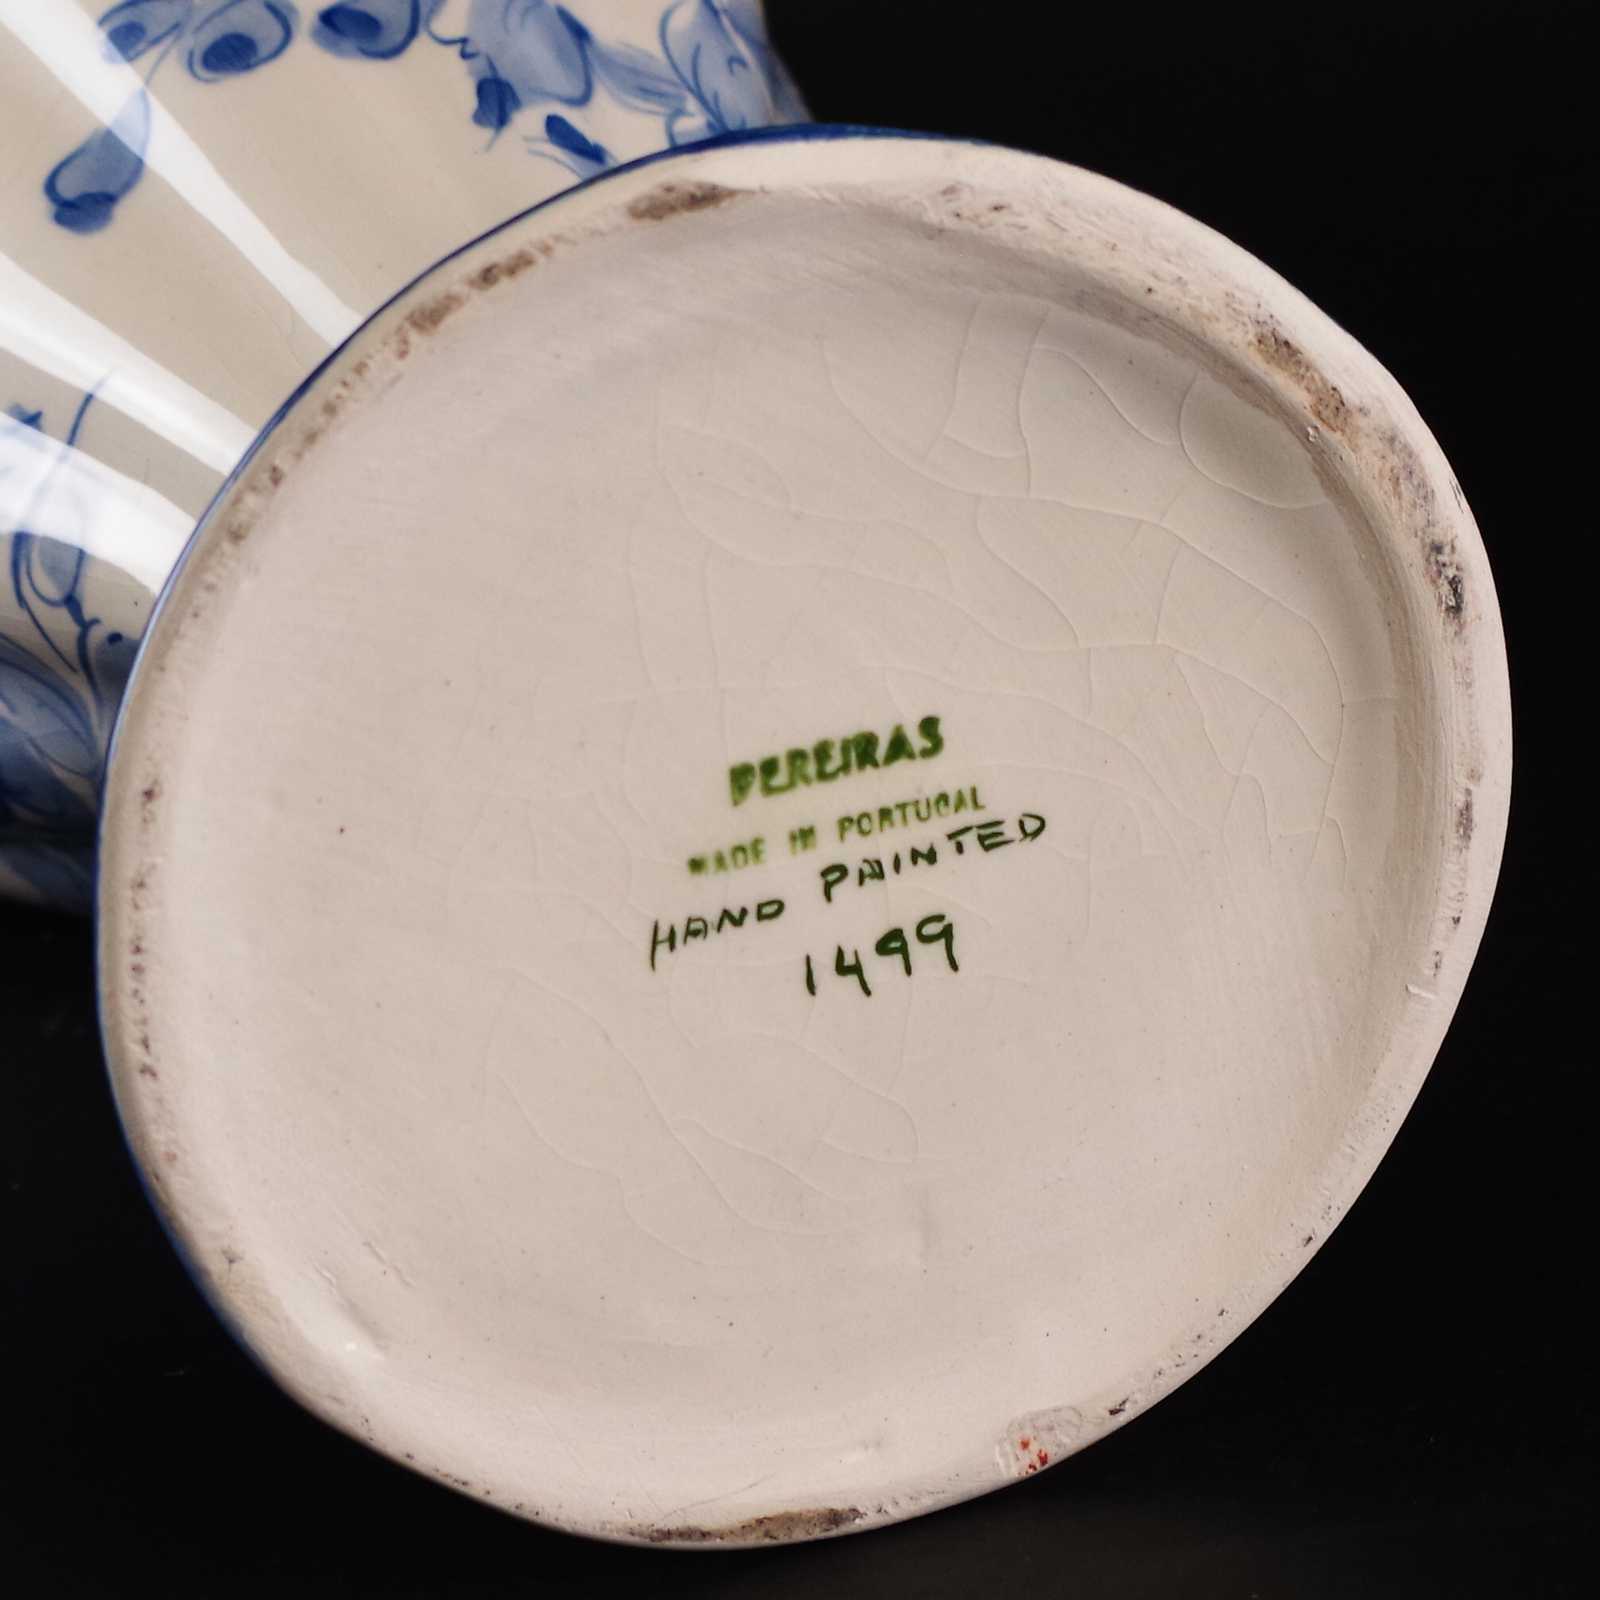 PEREIRAS
MADE IN PORTUGAL
HAND PAINTED
1499